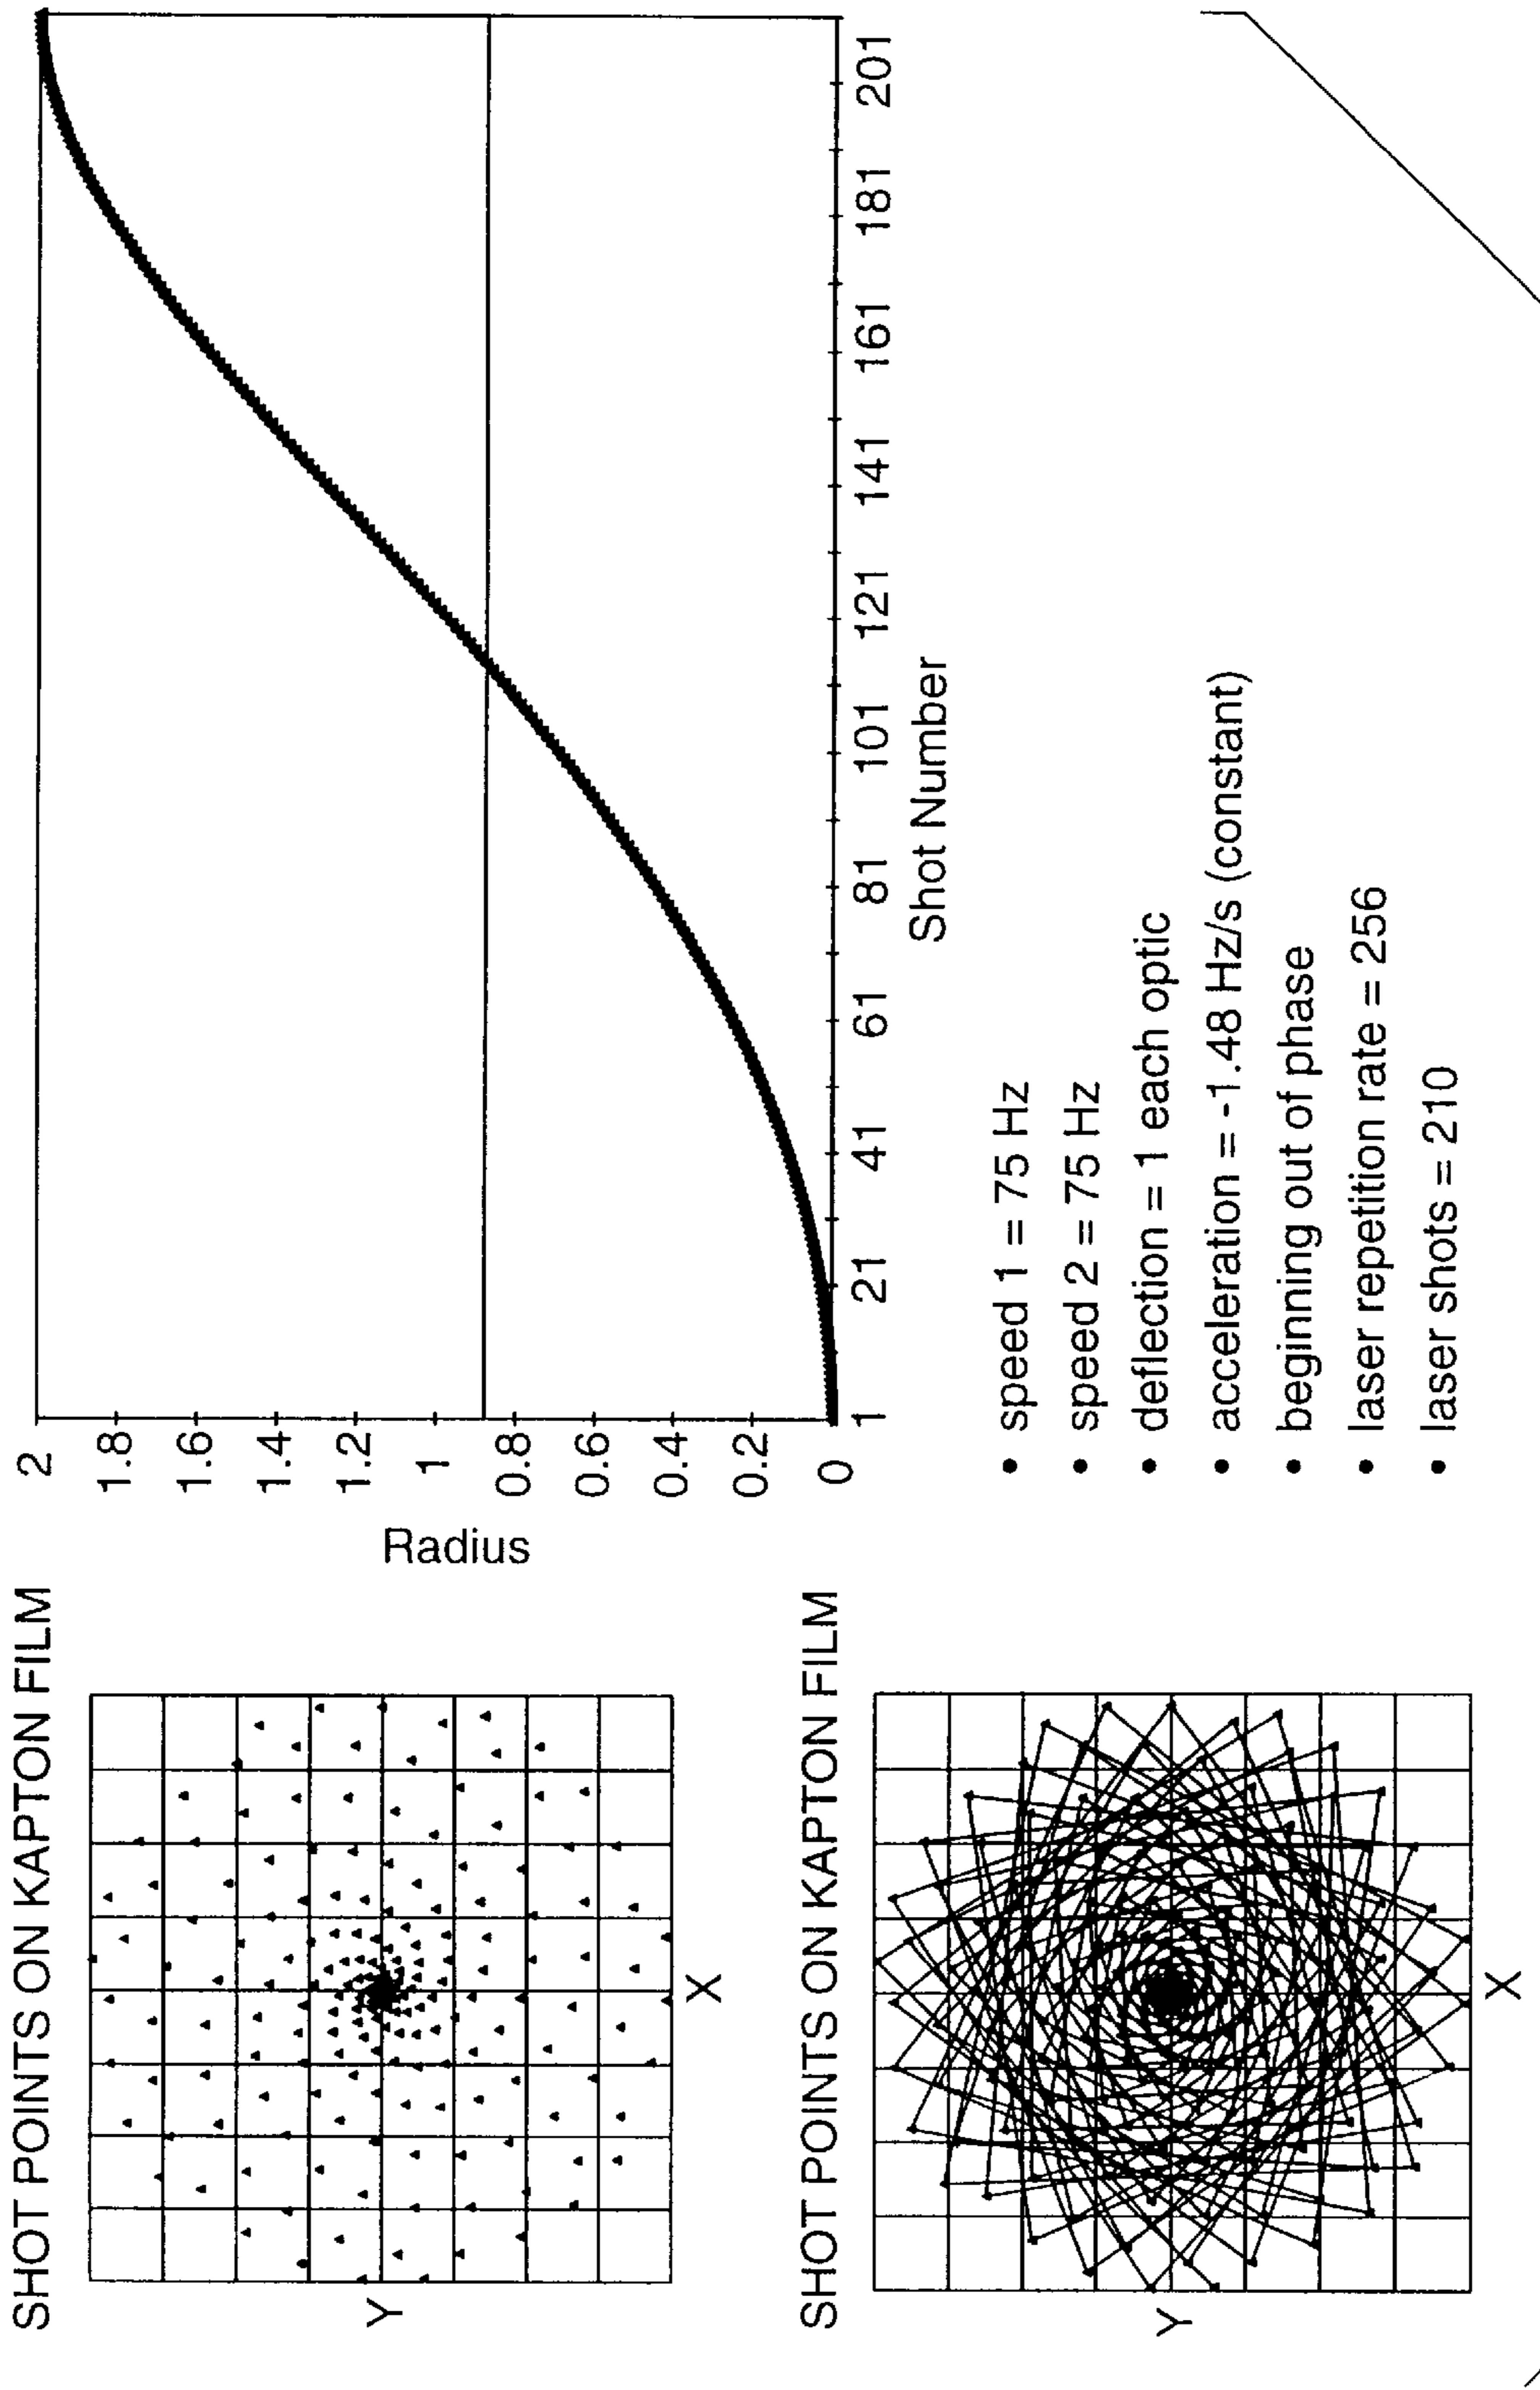 SHOT POINTS ON KAPTON FILM
Y
X
SHOT POINTS ON KAPTON FILM
Y
X
Radius
2
1.8
1.6
1.4
1.2
1
0.8
0.6
0.4
0.2
0
1 21 41 61 81 101 121 141 161 181 201
Shot Number
• speed 1 = 75 Hz
• speed 2 = 75 Hz
• deflection = 1 each optic
• acceleration = -1.48 Hz/s (constant)
• beginning out of phase
• laser repetition rate = 256
• laser shots = 210